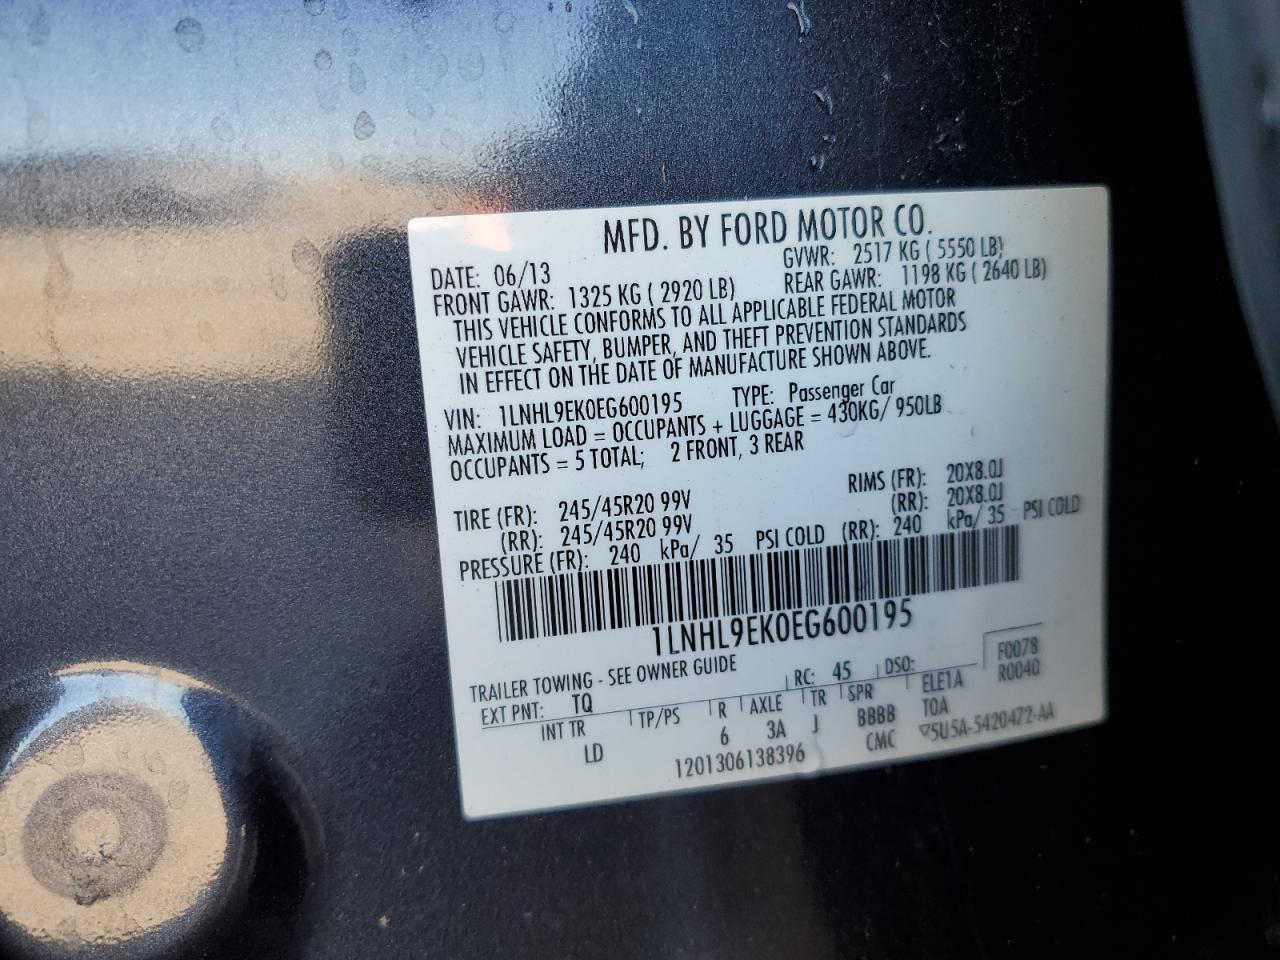 MFD. BY FORD MOTOR CO.
DATE: 06/13 GVWR: 2517 KG ( 5550 LB)
FRONT GAWR: 1325 KG ( 2920 LB) REAR GAWR: 1198 KG ( 2640 LB)
THIS VEHICLE CONFORMS TO ALL APPLICABLE FEDERAL MOTOR
VEHICLE SAFETY, BUMPER, AND THEFT PREVENTION STANDARDS
IN EFFECT ON THE DATE OF MANUFACTURE SHOWN ABOVE.
VIN: 1LNHL9EK0EG600195 TYPE: Passenger Car
MAXIMUM LOAD = OCCUPANTS + LUGGAGE = 430KG/ 950LB
OCCUPANTS = 5 TOTAL; 2 FRONT, 3 REAR
TIRE (FR): 245/45R20 99V RIMS (FR): 20X8.0J
(RR): 245/45R20 99V (RR): 20X8.0J
PRESSURE (FR): 240 kPa/ 35 PSI COLD (RR): 240 kPa/ 35 PSI COLD
1LNHL9EK0EG600195
TRAILER TOWING - SEE OWNER GUIDE
EXT PNT: TQ RC: 45 DSO: F0078
R0040
INT TR TP/PS R AXLE TR SPR ELE1A
LD 6 3A J BBBB TOA
1201306138396 CMC ▽5U5A-5420472-AA